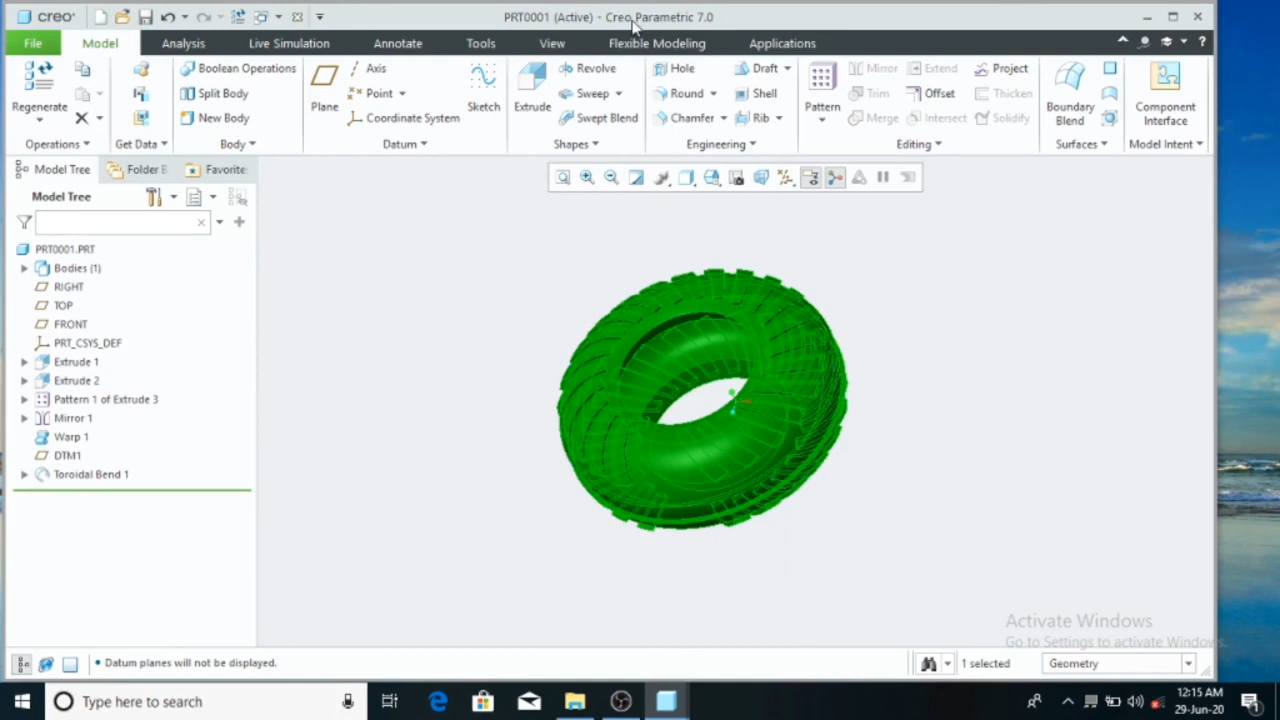 creo
PRT0001 (Active) - Creo Parametric 7.0
File Model Analysis Live Simulation Annotate Tools View Flexible Modeling Applications
Regenerate
Operations
Get Data
Boolean Operations
Split Body
New Body
Body
Plane
Axis
Point
Coordinate System
Sketch
Datum
Extrude
Revolve
Sweep
Swept Blend
Shapes
Hole
Round
Chamfer
Draft
Shell
Rib
Engineering
Pattern
Mirror
Trim
Merge
Extend
Offset
Intersect
Project
Thicken
Solidify
Editing
Boundary
Blend
Surfaces
Component
Interface
Model Intent
Model Tree Folder B Favorite
Model Tree
PRT0001.PRT
Bodies (1)
RIGHT
TOP
FRONT
PRT_CSYS_DEF
Extrude 1
Extrude 2
Pattern 1 of Extrude 3
Mirror 1
Warp 1
DTM1
Toroidal Bend 1
Activate Windows
Go to Settings to activate Windows.
Datum planes will not be displayed.
1 selected
Geometry
Type here to search
12:15 AM
29-Jun-20
1